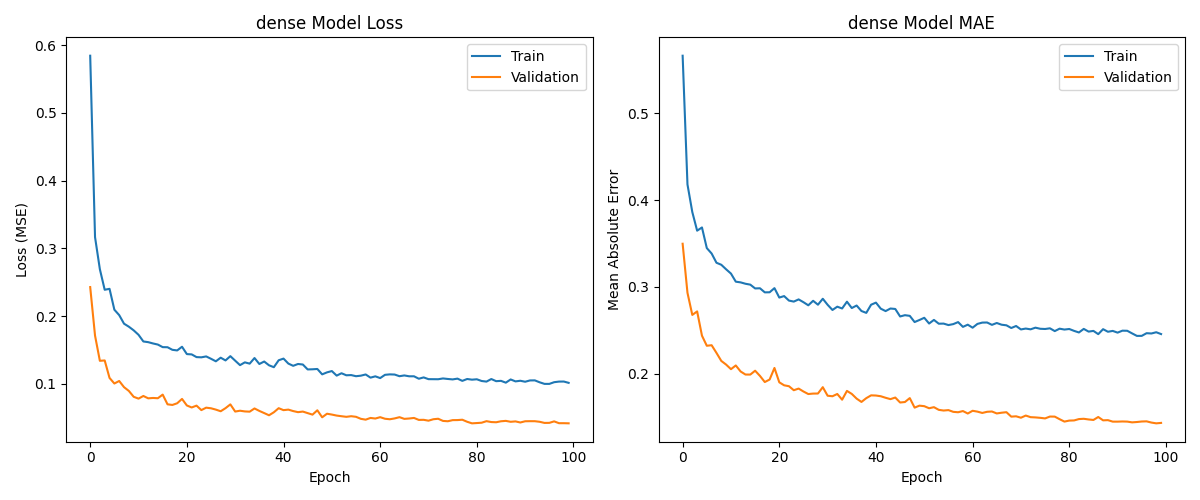 dense Model Loss
Loss (MSE)
0.6
0.5
0.4
0.3
0.2
0.1
Train
Validation
0
20
40
60
80
100
Epoch
dense Model MAE
Mean Absolute Error
0.5
0.4
0.3
0.2
Train
Validation
0
20
40
60
80
100
Epoch